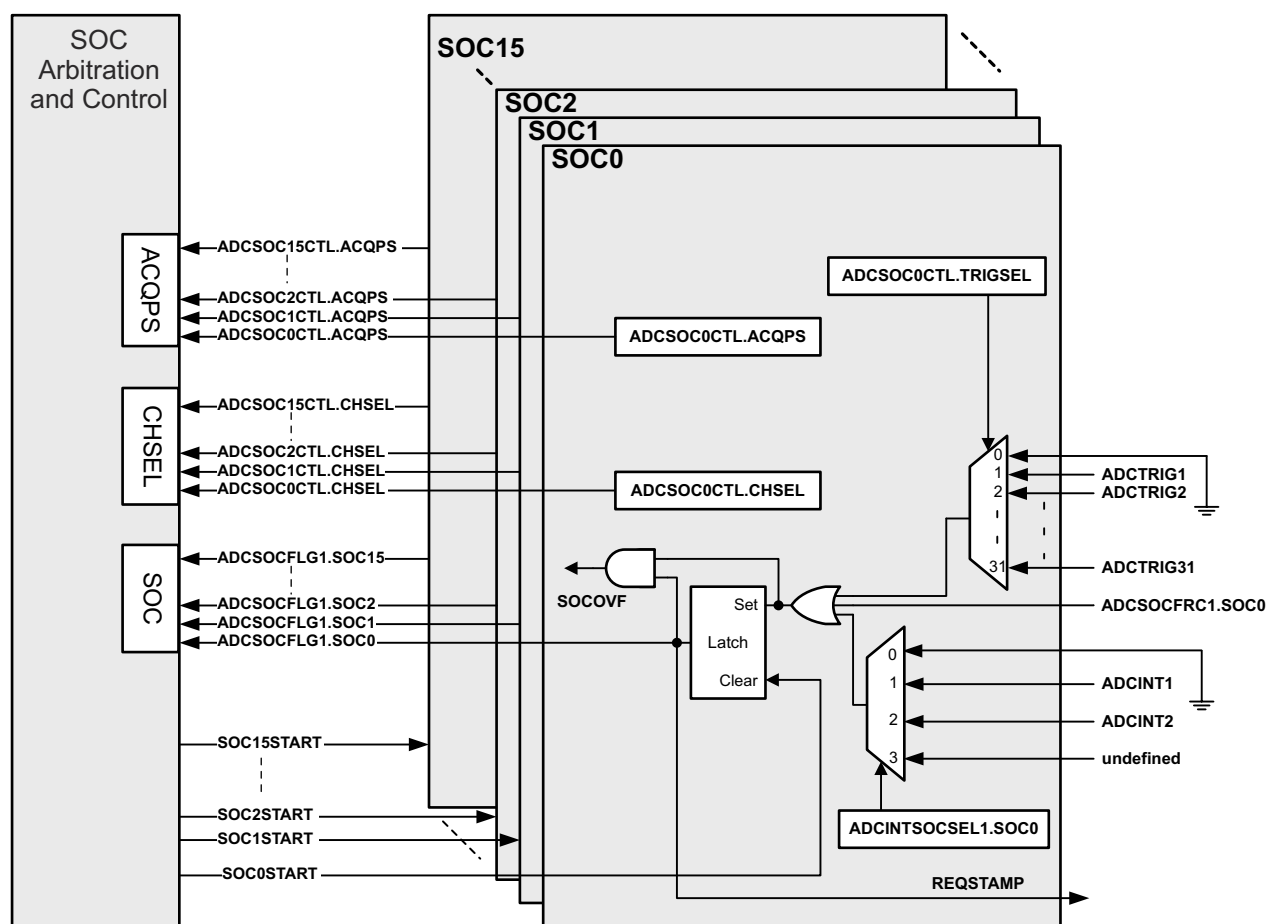 SOC
Arbitration
and Control
SOC15
SOC2
SOC1
SOC0
ACQPS
ADCSOC15CTL.ACQPS
ADCSOC2CTL.ACQPS
ADCSOC1CTL.ACQPS
ADCSOC0CTL.ACQPS
ADCSOC0CTL.ACQPS
ADCSOC0CTL.TRIGSEL
CHSEL
ADCSOC15CTL.CHSEL
ADCSOC2CTL.CHSEL
ADCSOC1CTL.CHSEL
ADCSOC0CTL.CHSEL
ADCSOC0CTL.CHSEL
0
1
2
31
ADCTRIG1
ADCTRIG2
ADCTRIG31
SOC
ADCSOCFLG1.SOC15
ADCSOCFLG1.SOC2
ADCSOCFLG1.SOC1
ADCSOCFLG1.SOC0
SOCOVF
Set
Latch
Clear
ADCSOCFRC1.SOC0
0
1
2
3
ADCINT1
ADCINT2
undefined
ADCINTSOCSEL1.SOC0
SOC15START
SOC2START
SOC1START
SOC0START
REQSTAMP